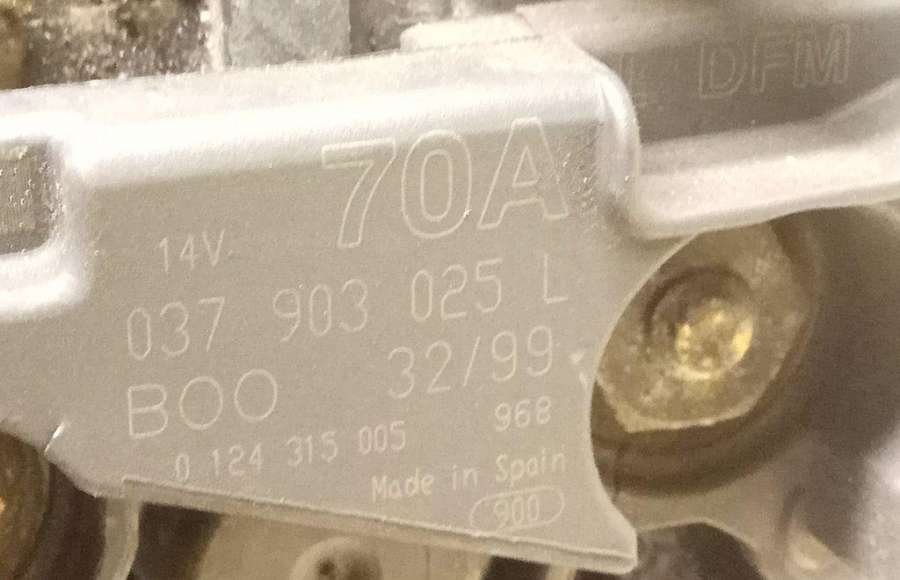 L DFM
70A
14V
037 903 025 L
BOO 32/99
0 124 315 005 968
Made in Spain
900